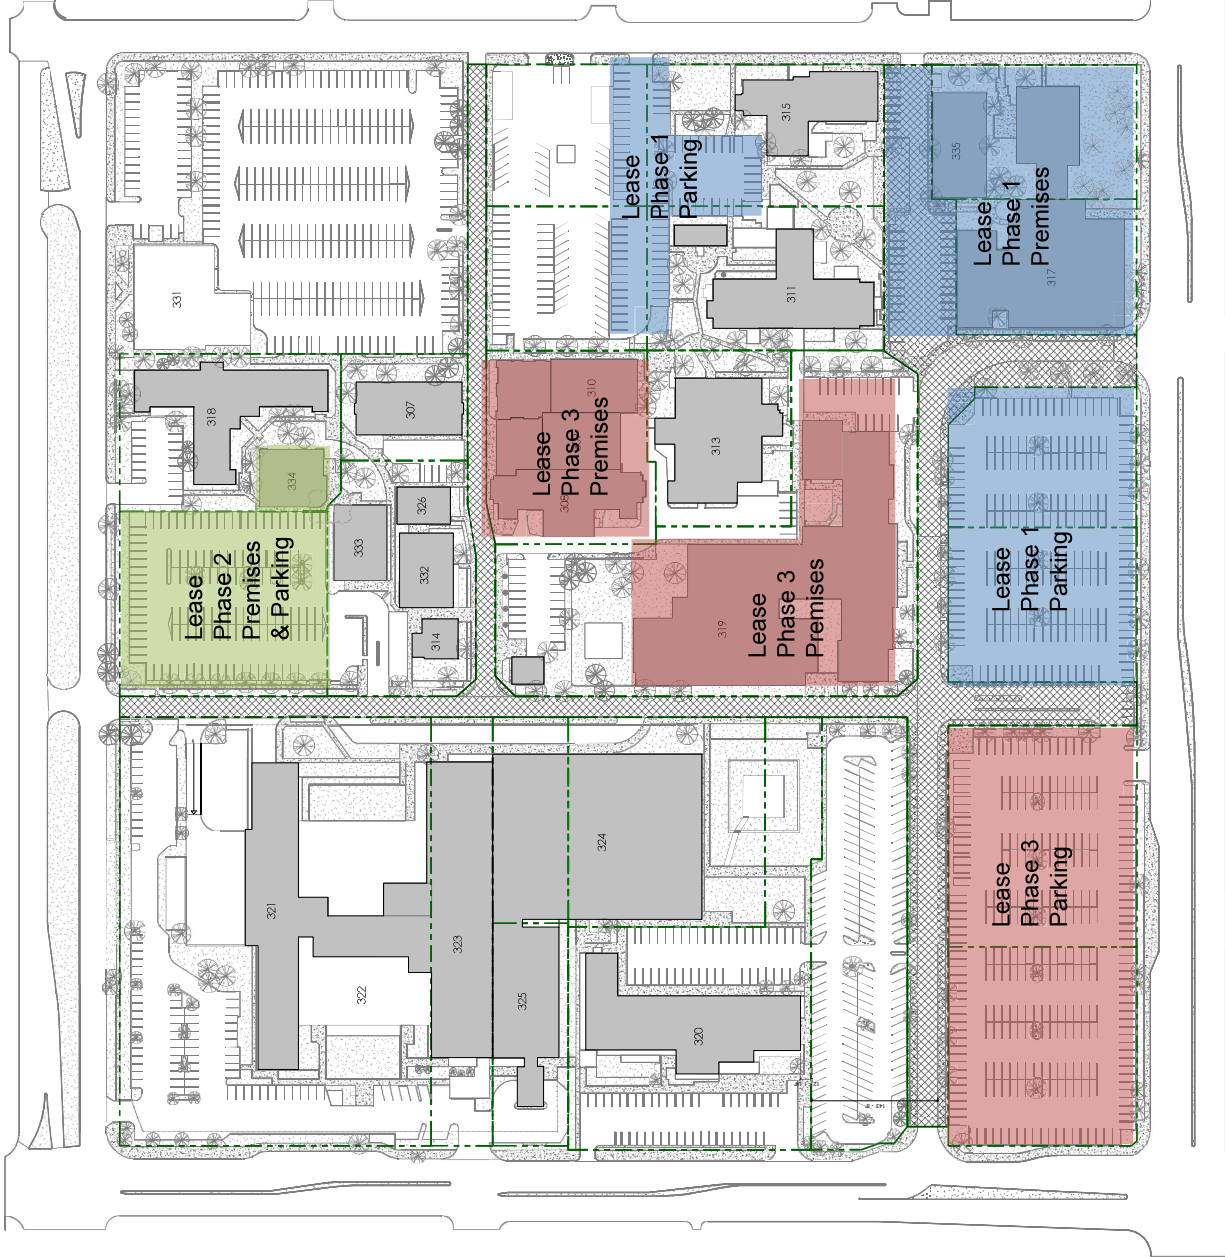 315
335
Lease
Phase 1
Parking
Lease
Phase 1
Premises
331
311
317
318
307
310
Lease
Phase 3
Premises
308
313
334
326
333
332
314
Lease
Phase 2
Premises
& Parking
319
Lease
Phase 3
Premises
Lease
Phase 1
Parking
321
322
323
324
325
320
Lease
Phase 3
Parking